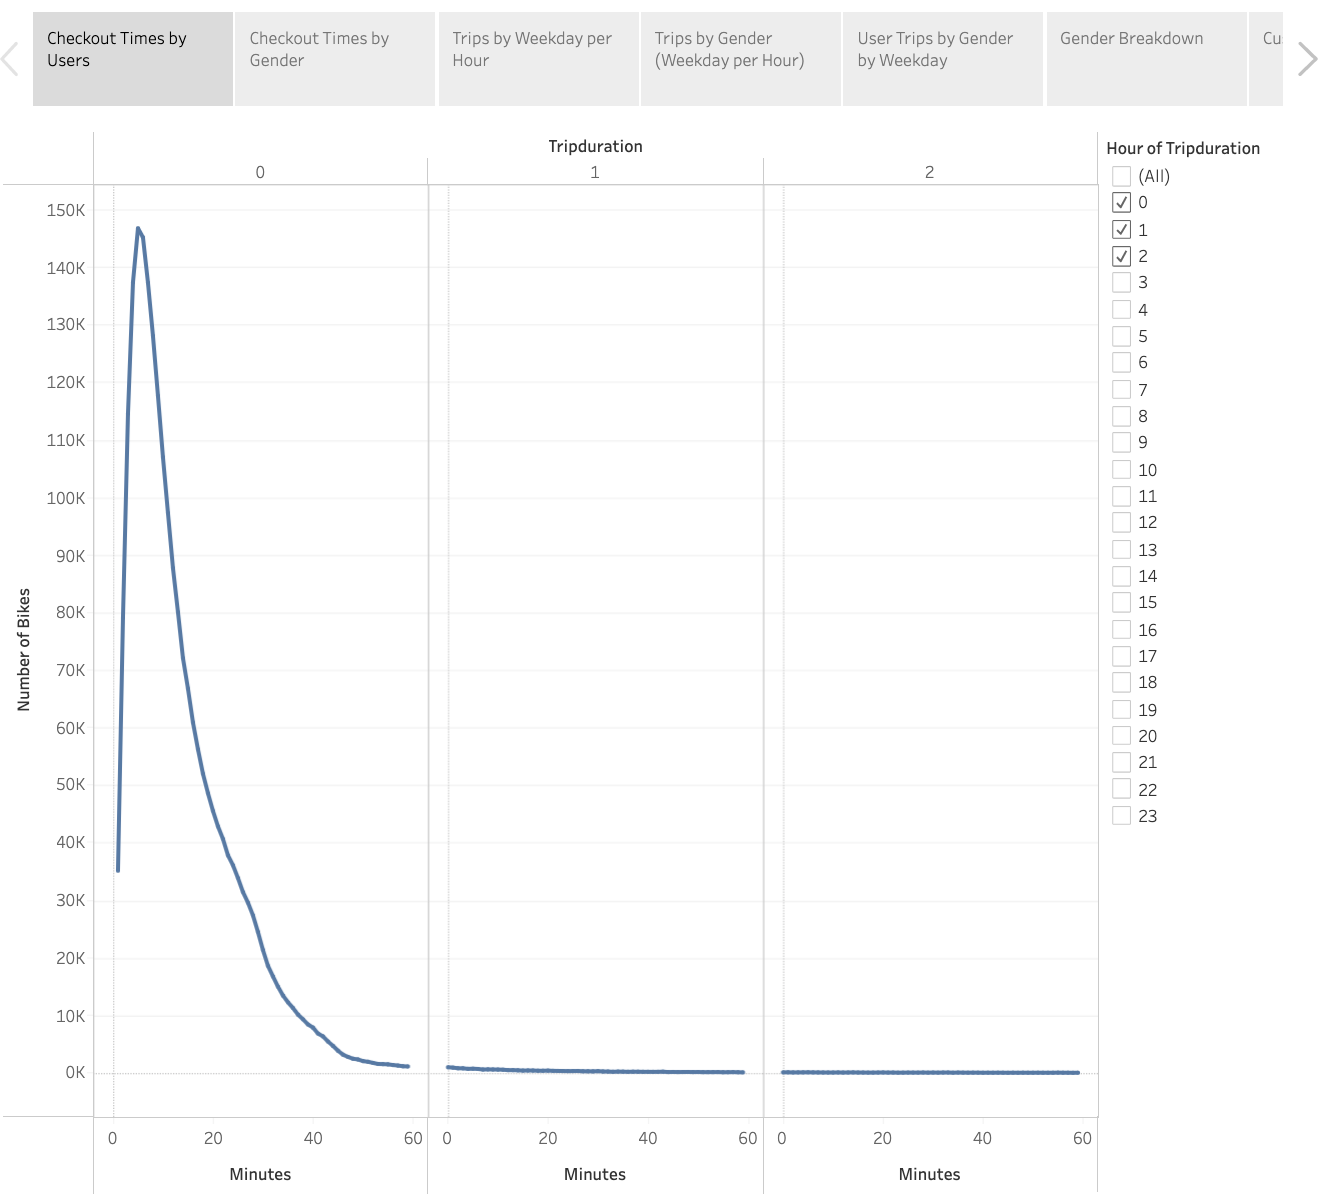 Checkout Times by
Users
Checkout Times by
Gender
Trips by Weekday per
Hour
Trips by Gender
(Weekday per Hour)
User Trips by Gender
by Weekday
Gender Breakdown
Tripduration
0
1
2
150K
140K
130K
120K
110K
100K
90K
80K
70K
60K
50K
40K
30K
20K
10K
0K
Number of Bikes
0 20 40 60
0 20 40 60
0 20 40 60
Minutes
Minutes
Minutes
Hour of Tripduration
(All)
0
1
2
3
4
5
6
7
8
9
10
11
12
13
14
15
16
17
18
19
20
21
22
23